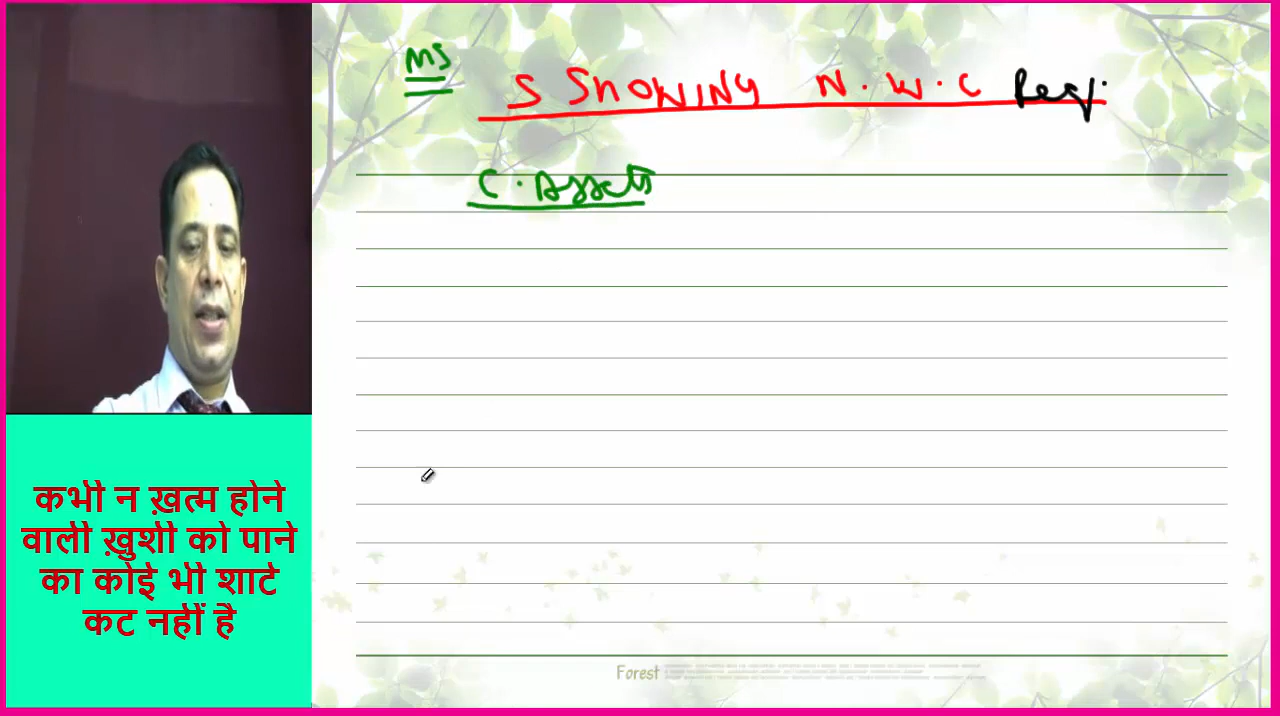 MS
S SHOWING N.W.C Req.
C. Assets
कभी न ख़त्म होने
वाली ख़ुशी को पाने
का कोई भी शार्ट
कट नहीं है
Forest